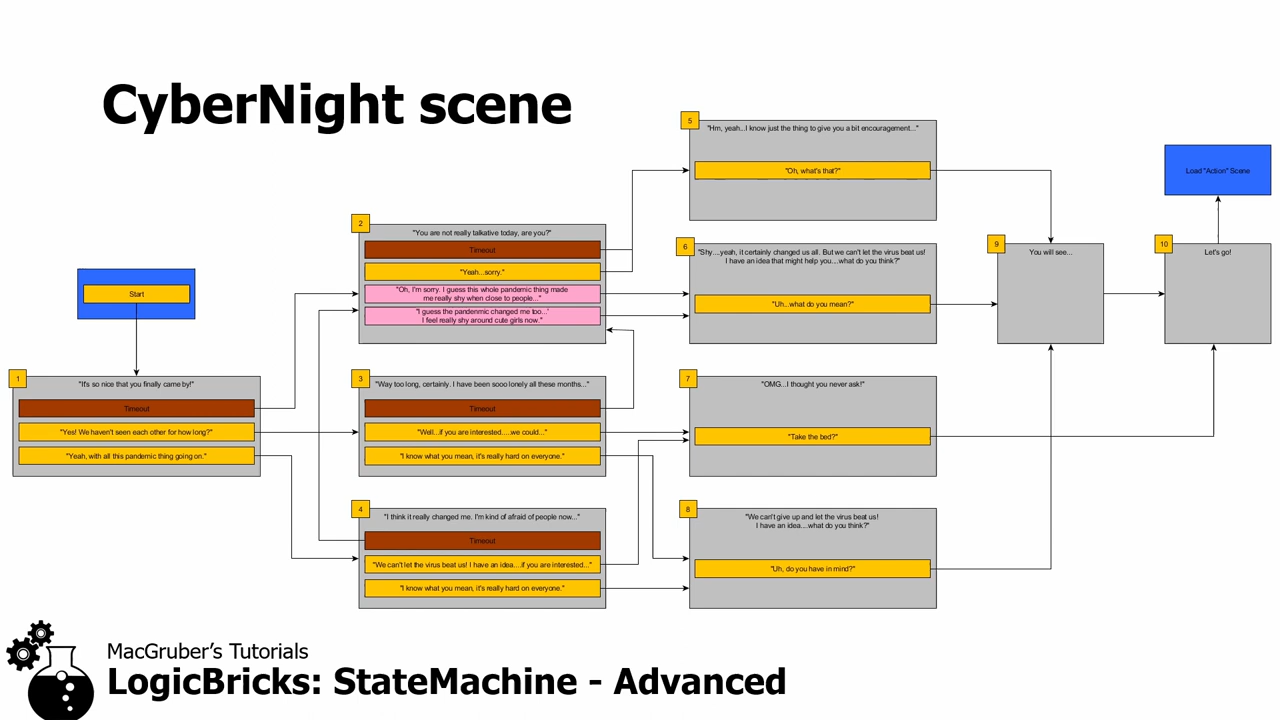 CyberNight scene
Start
1
"It's so nice that you finally came by!"
Timeout
"Yes! We haven't seen each other for how long?"
"Yeah, with all this pandemic thing going on."
2
"You are not really talkative today, are you?"
Timeout
"Yeah...sorry."
"Oh, I'm sorry. I guess this whole pandemic thing made
me really shy when close to people..."
"I guess the pandenmic changed me too...'
I feel really shy around cute girls now."
3
"Way too long, certainly. I have been sooo lonely all these months..."
Timeout
"Well...if you are interested.....we could..."
"I know what you mean, it's really hard on everyone."
4
"I think it really changed me. I'm kind of afraid of people now..."
Timeout
"We can't let the virus beat us! I have an idea....if you are interested..."
"I know what you mean, it's really hard on everyone."
5
"Hm, yeah...I know just the thing to give you a bit encouragement..."
"Oh, what's that?"
6
"Shy....yeah, it certainly changed us all. But we can't let the virus beat us!
I have an idea that might help you....what do you think?"
"Uh...what do you mean?"
7
"OMG...I thought you never ask!"
"Take the bed?"
8
"We can't give up and let the virus beat us!
I have an idea....what do you think?"
"Uh, do you have in mind?"
9
You will see...
10
Let's go!
Load "Action" Scene
MacGruber's Tutorials
LogicBricks: StateMachine - Advanced